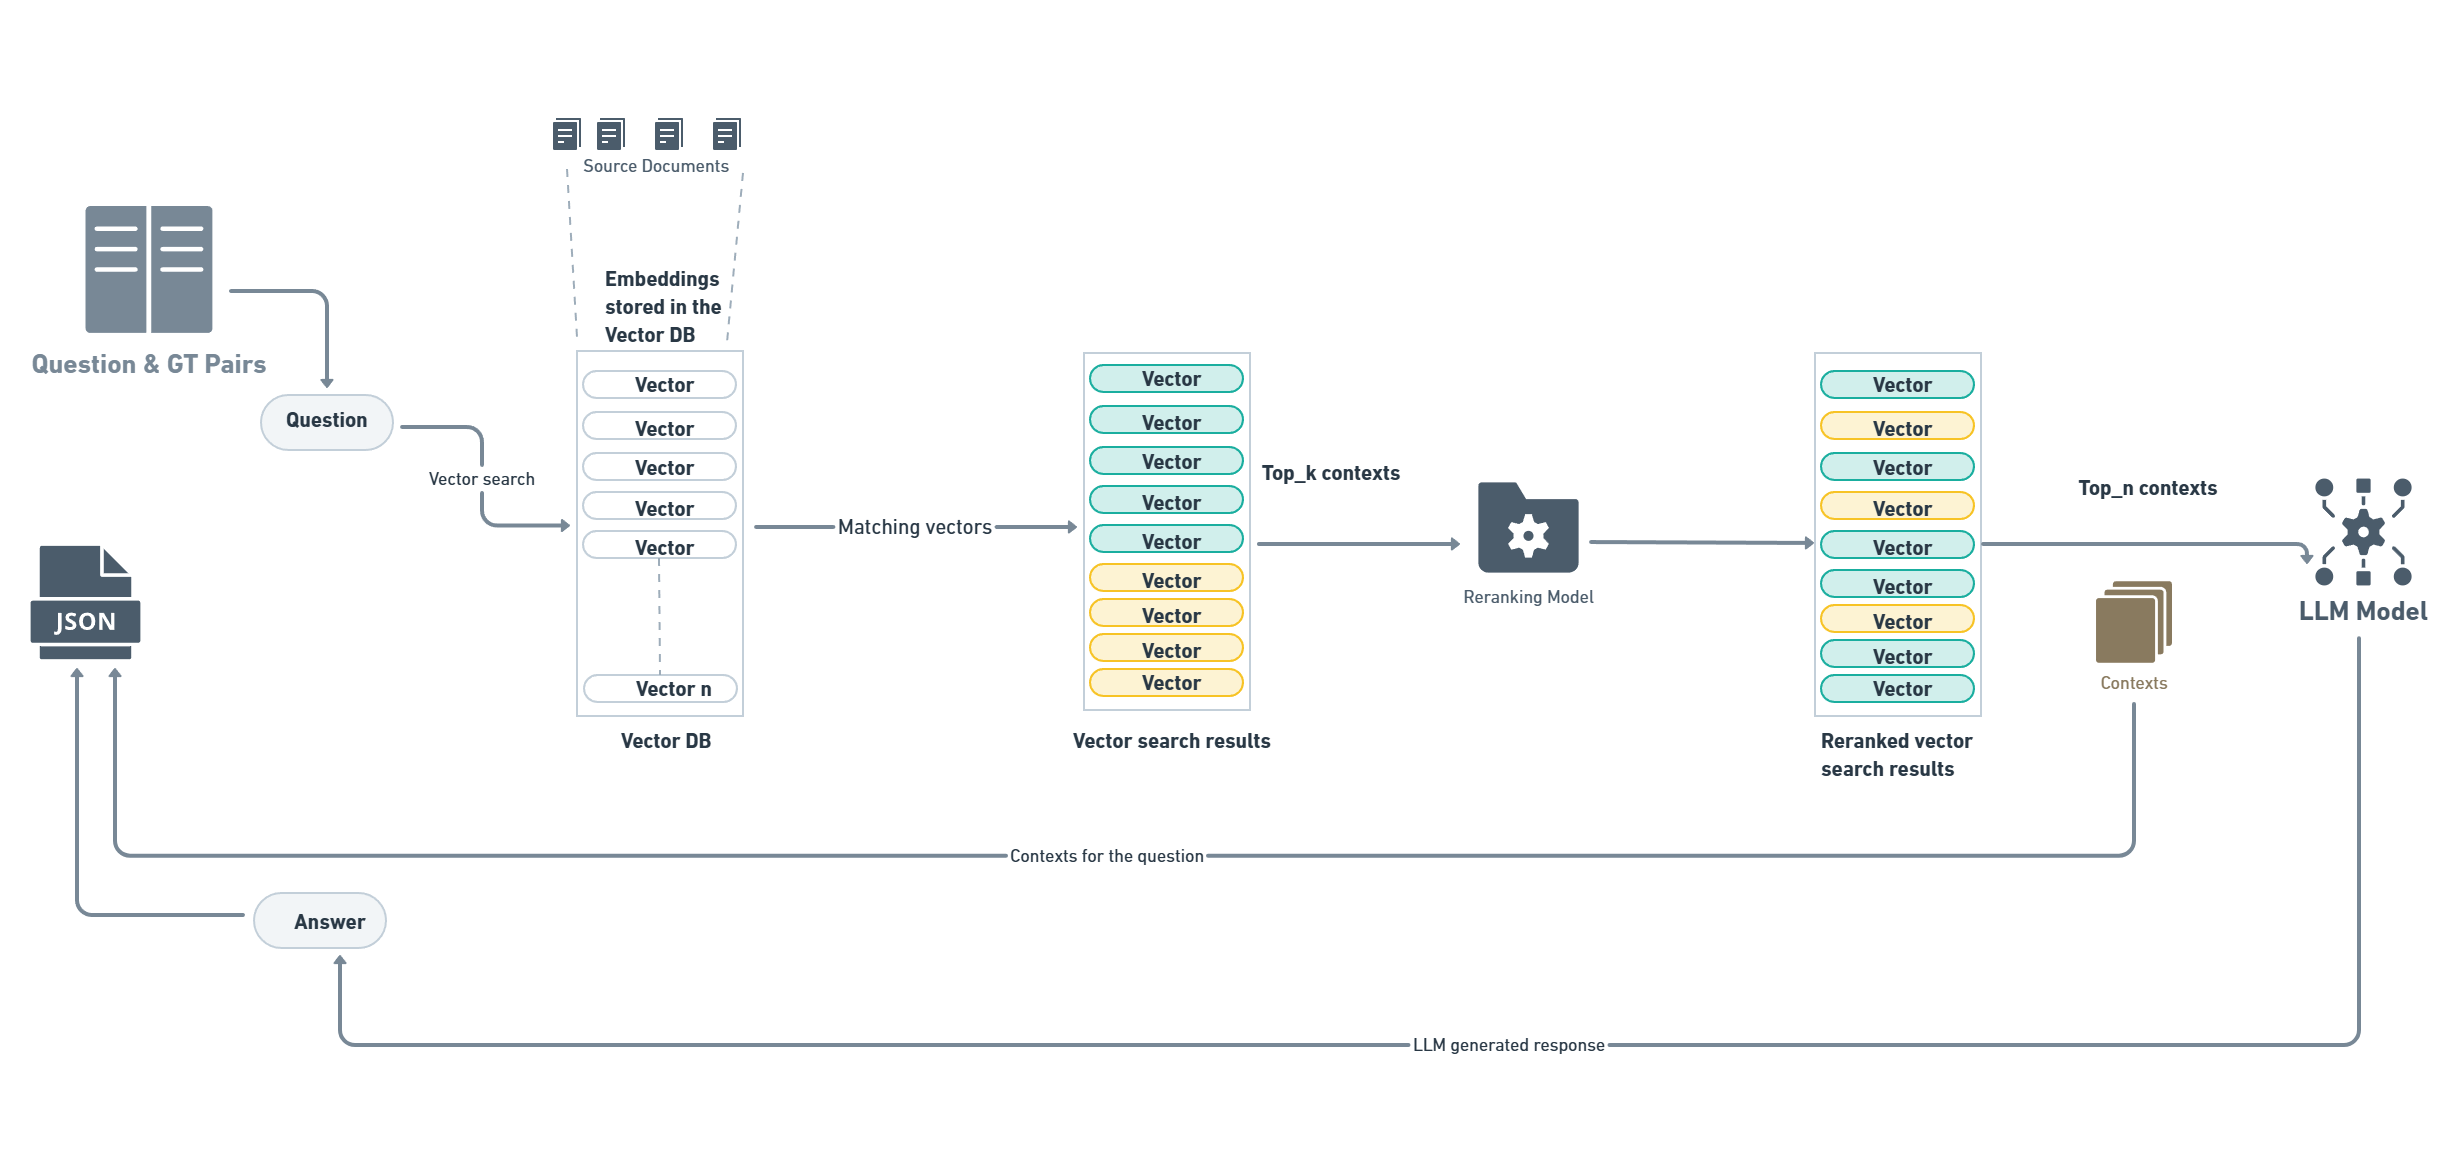 Source Documents
Embeddings
stored in the
Vector DB
Question & GT Pairs
Question
Vector search
JSON
Vector
Vector
Vector
Vector
Vector
Vector n
Vector DB
Matching vectors
Vector
Vector
Vector
Vector
Vector
Vector
Vector
Vector
Vector
Vector search results
Top_k contexts
Reranking Model
Vector
Vector
Vector
Vector
Vector
Vector
Vector
Vector
Vector
Reranked vector
search results
Top_n contexts
LLM Model
Contexts
Contexts for the question
Answer
LLM generated response